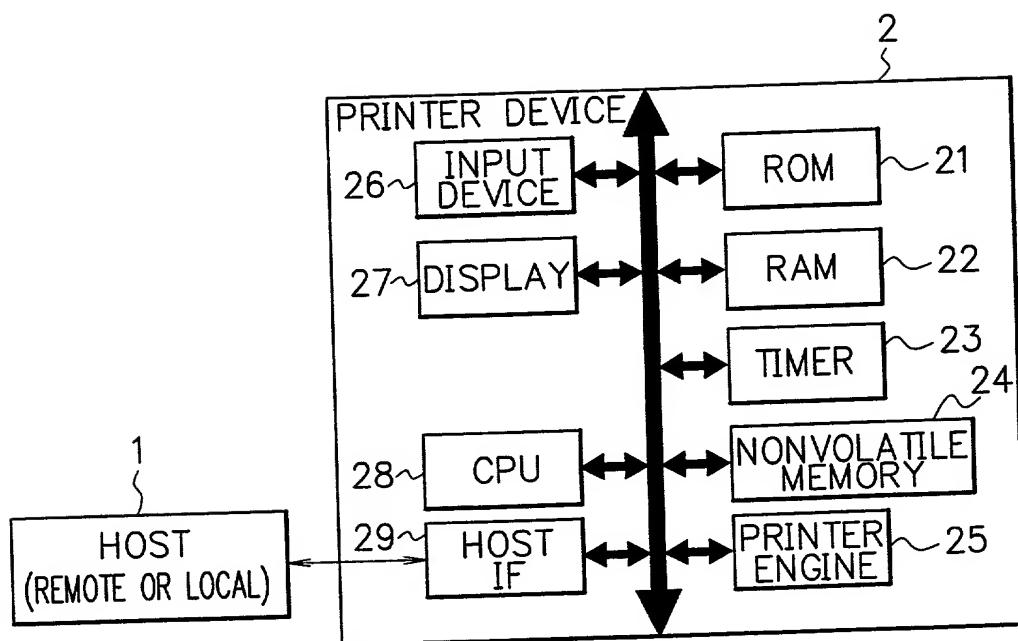 2
PRINTER DEVICE
26
INPUT
DEVICE
ROM
21
27
DISPLAY
RAM
22
TIMER
23
24
1
28
CPU
NONVOLATILE
MEMORY
29
HOST
(REMOTE OR LOCAL)
HOST
IF
PRINTER
ENGINE
25